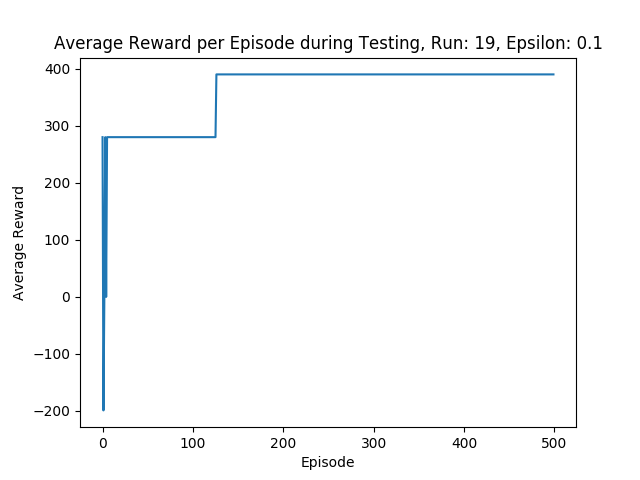 Average Reward per Episode during Testing, Run: 19, Epsilon: 0.1
400
300
200
100
0
−100
−200
Average Reward
0 100 200 300 400 500
Episode